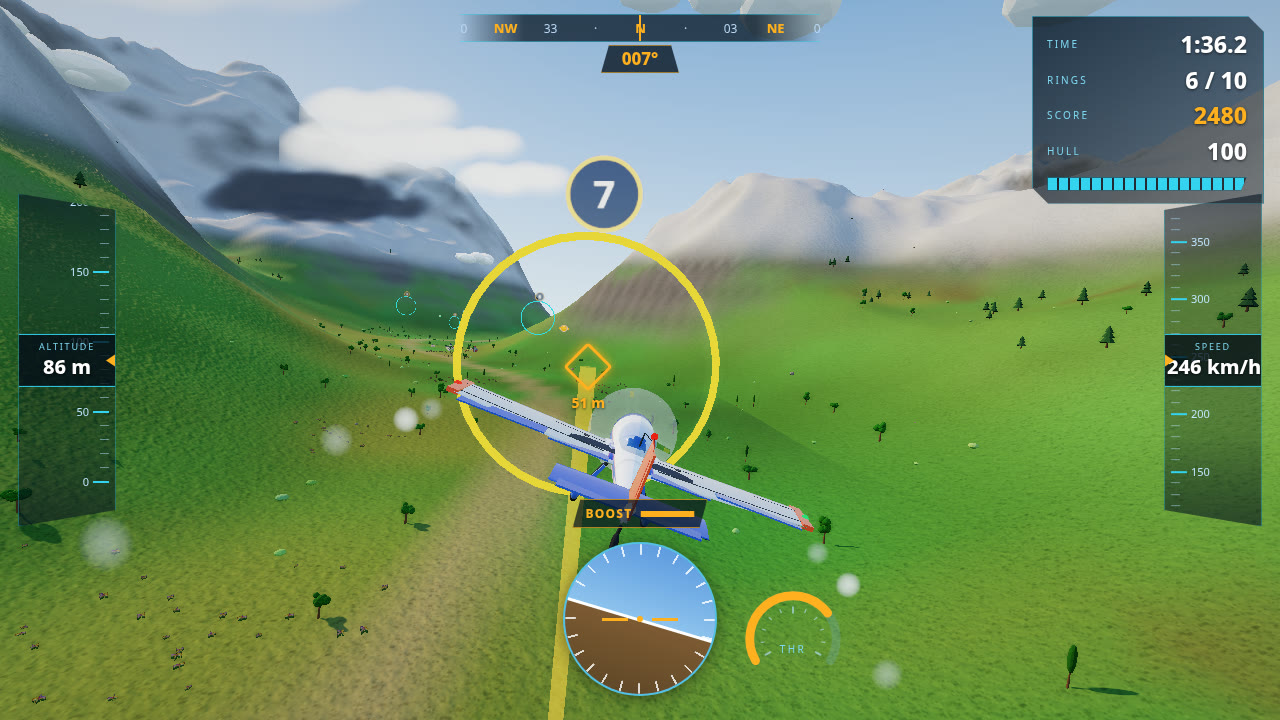 0 NW 33 · N · 03 NE 0
007°
TIME 1:36.2
RINGS 6 / 10
SCORE 2480
HULL 100
7
200
150
ALTITUDE
86 m
50
0
350
300
SPEED
246 km/h
200
150
51 m
BOOST
THR